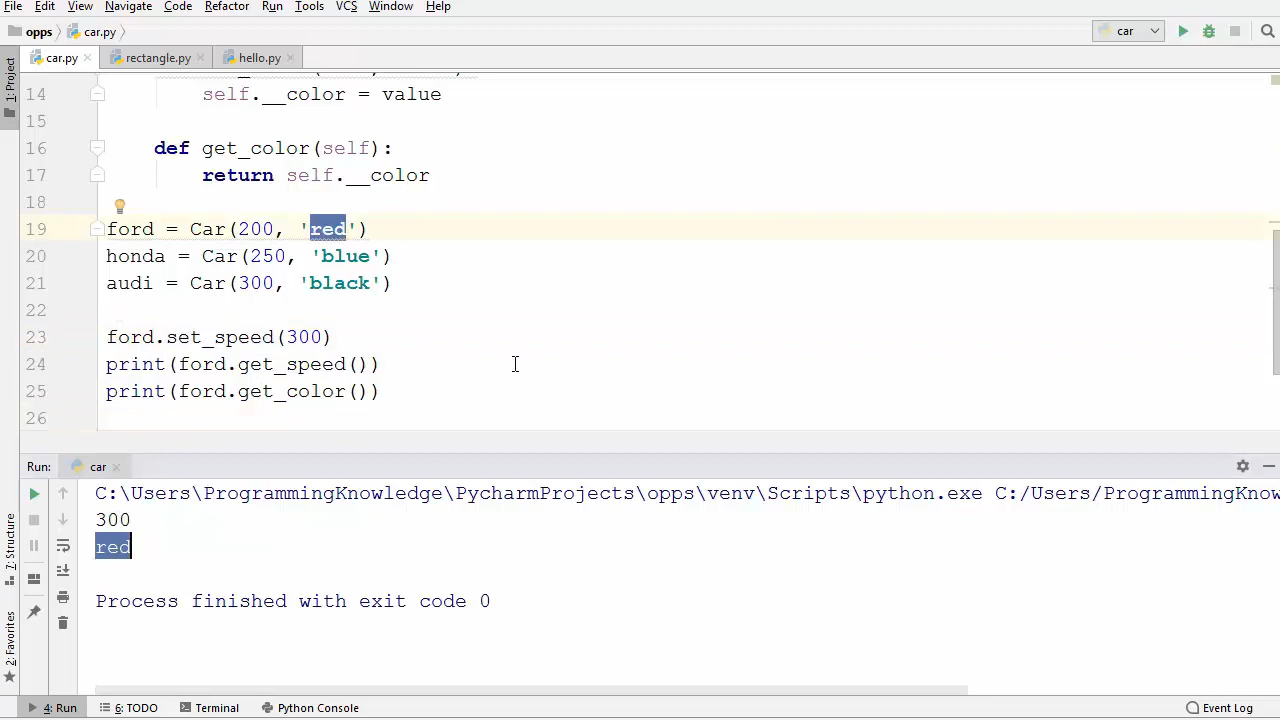 File Edit View Navigate Code Refactor Run Tools VCS Window Help
opps car.py car
car.py rectangle.py hello.py
1: Project
14 self.__color = value
15
16 def get_color(self):
17 return self.__color
18
19 ford = Car(200, 'red')
20 honda = Car(250, 'blue')
21 audi = Car(300, 'black')
22
23 ford.set_speed(300)
24 print(ford.get_speed())
25 print(ford.get_color())
26
Run: car
C:\Users\ProgrammingKnowledge\PycharmProjects\opps\venv\Scripts\python.exe C:/Users/ProgrammingKnow
300
red
Process finished with exit code 0
7: Structure
2: Favorites
4: Run 6: TODO Terminal Python Console Event Log